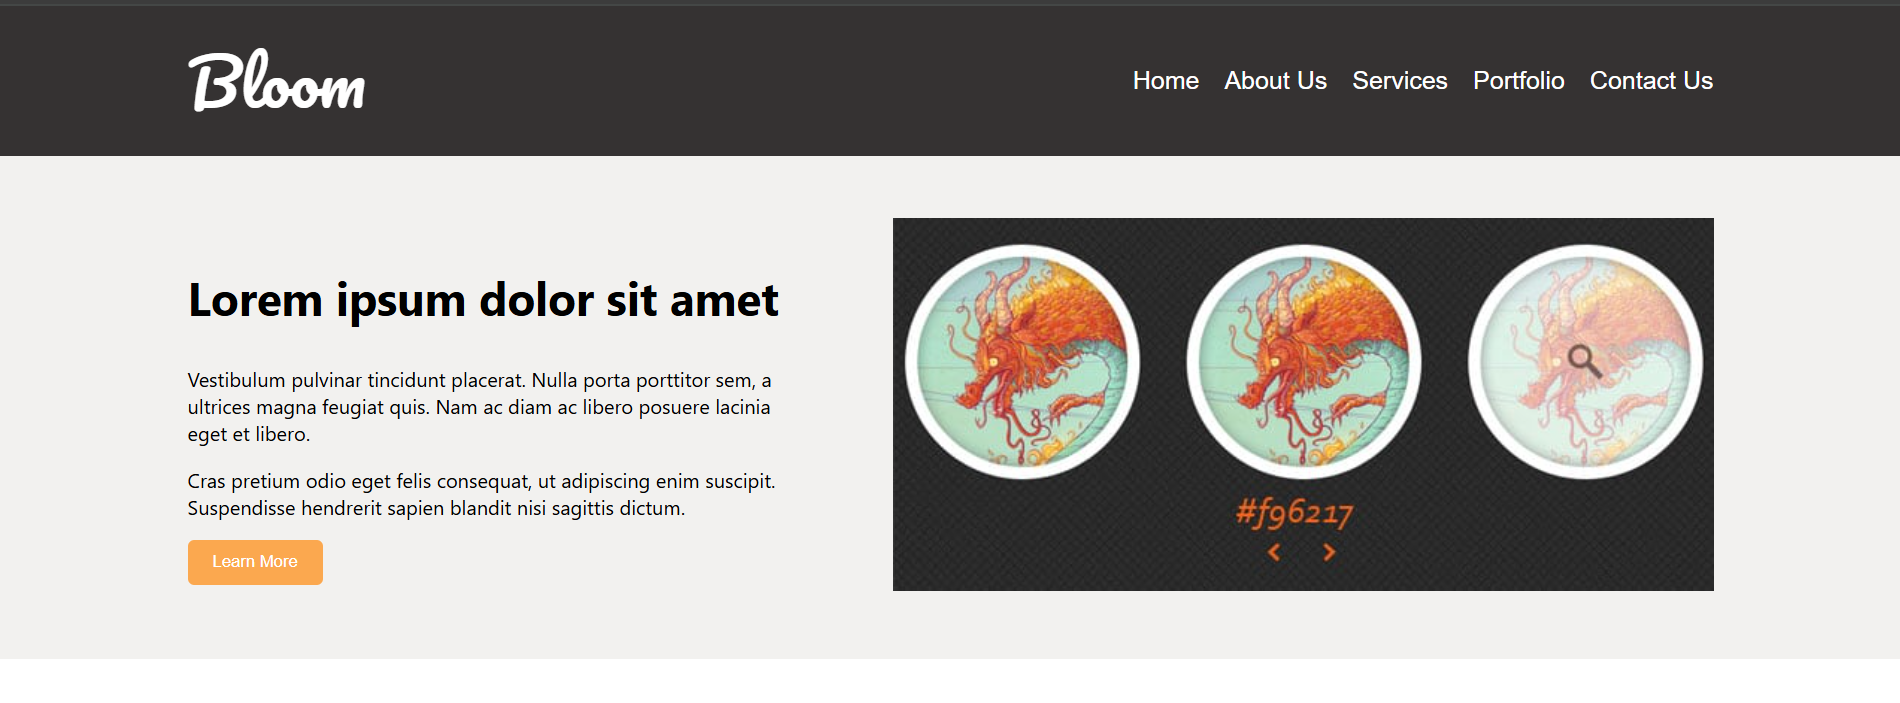 Bloom
Home About Us Services Portfolio Contact Us
Lorem ipsum dolor sit amet
Vestibulum pulvinar tincidunt placerat. Nulla porta porttitor sem, a
ultrices magna feugiat quis. Nam ac diam ac libero posuere lacinia
eget et libero.
Cras pretium odio eget felis consequat, ut adipiscing enim suscipit.
Suspendisse hendrerit sapien blandit nisi sagittis dictum.
Learn More
#f96217